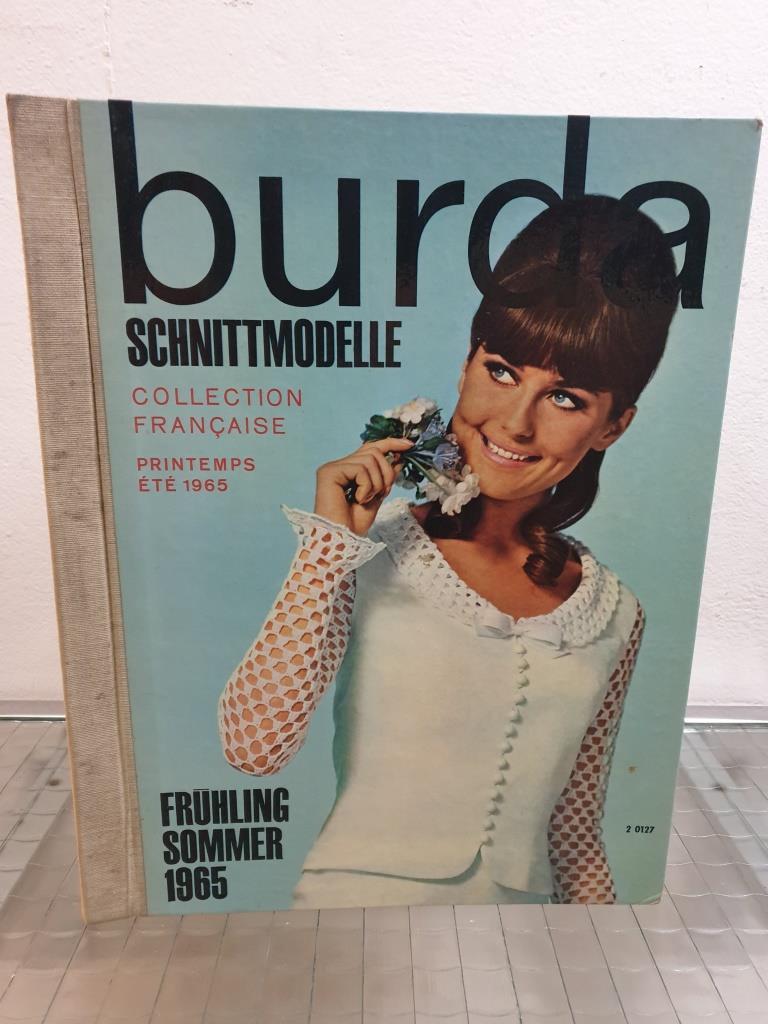 burda
SCHNITTMODELLE
COLLECTION
FRANÇAISE
PRINTEMPS
ÉTÉ 1965
FRÜHLING
SOMMER
1965
2 0127